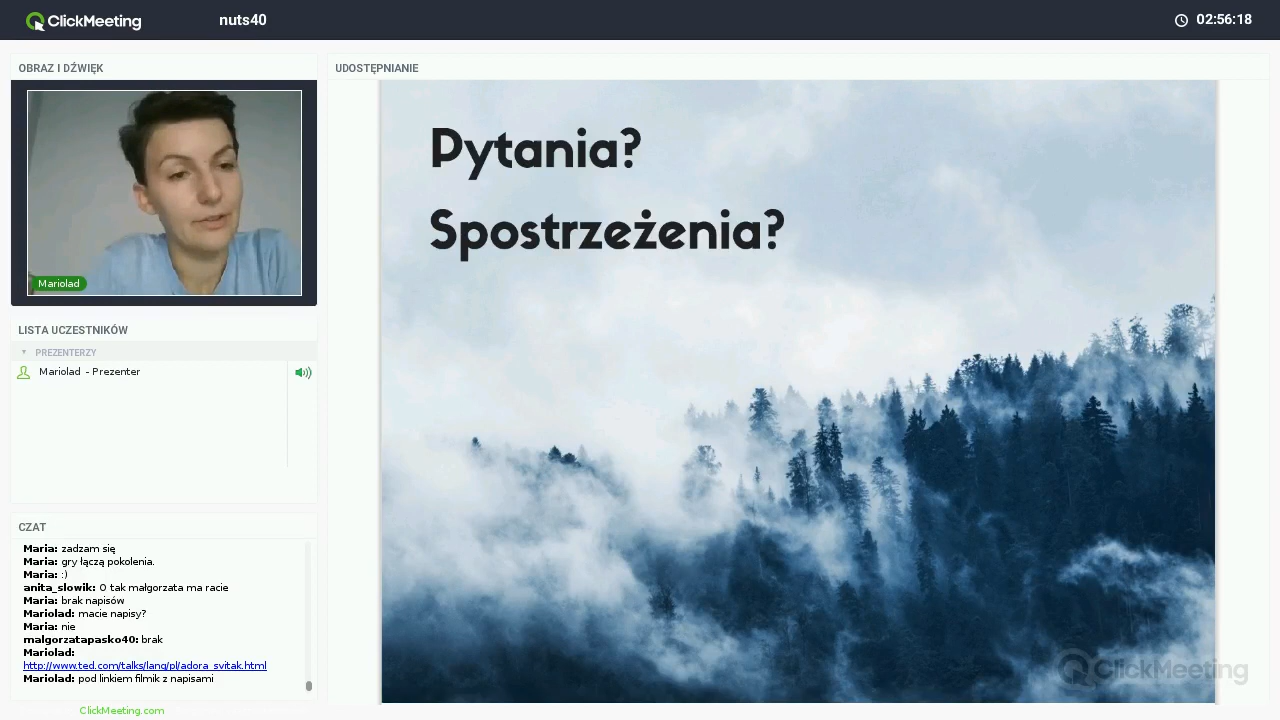 ClickMeeting
nuts40
02:56:18
OBRAZ I DŹWIĘK
UDOSTĘPNIANIE
Mariolad
LISTA UCZESTNIKÓW
PREZENTERZY
Mariolad - Prezenter
CZAT
Maria: zadzam się
Maria: gry łączą pokolenia.
Maria: :)
anita_slowik: O tak małgorzata ma racie
Maria: brak napisów
Mariolad: macie napisy?
Maria: nie
malgorzatapasko40: brak
Mariolad:
http://www.ted.com/talks/lang/pl/adora_svitak.html
Mariolad: pod linkiem filmik z napisami
ClickMeeting.com
Pytania?
Spostrzeżenia?
ClickMeeting